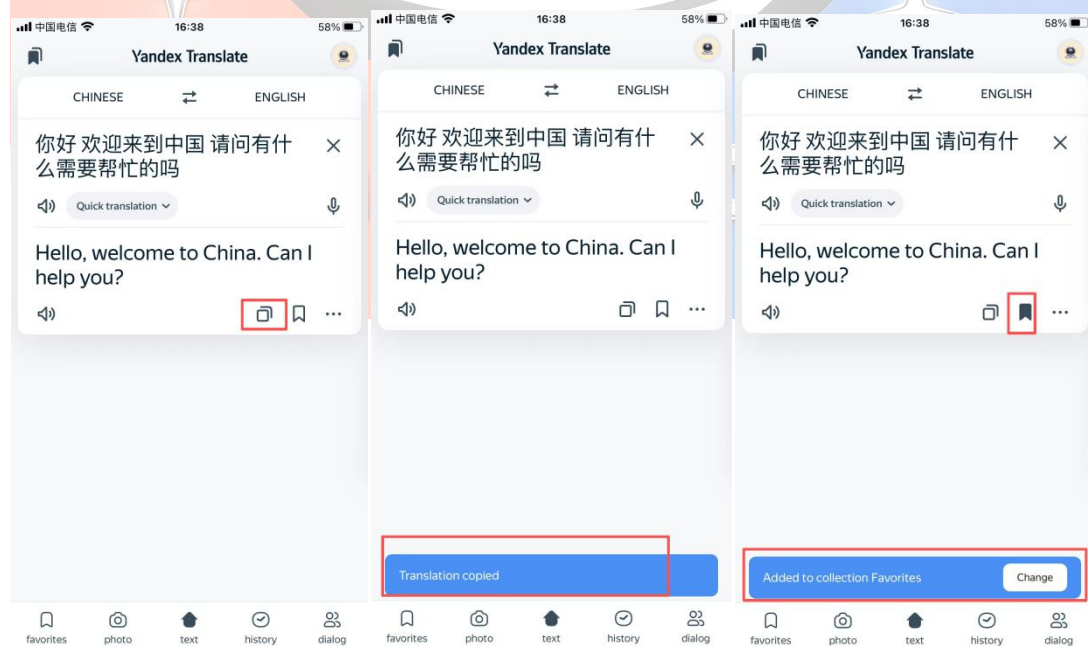 中国电信 16:38 58%
Yandex Translate
CHINESE ENGLISH
你好 欢迎来到中国 请问有什
么需要帮忙的吗
Quick translation
Hello, welcome to China. Can I
help you?
favorites photo text history dialog
中国电信 16:38 58%
Yandex Translate
CHINESE ENGLISH
你好 欢迎来到中国 请问有什
么需要帮忙的吗
Quick translation
Hello, welcome to China. Can I
help you?
Translation copied
favorites photo text history dialog
中国电信 16:38 58%
Yandex Translate
CHINESE ENGLISH
你好 欢迎来到中国 请问有什
么需要帮忙的吗
Quick translation
Hello, welcome to China. Can I
help you?
Added to collection Favorites Change
favorites photo text history dialog